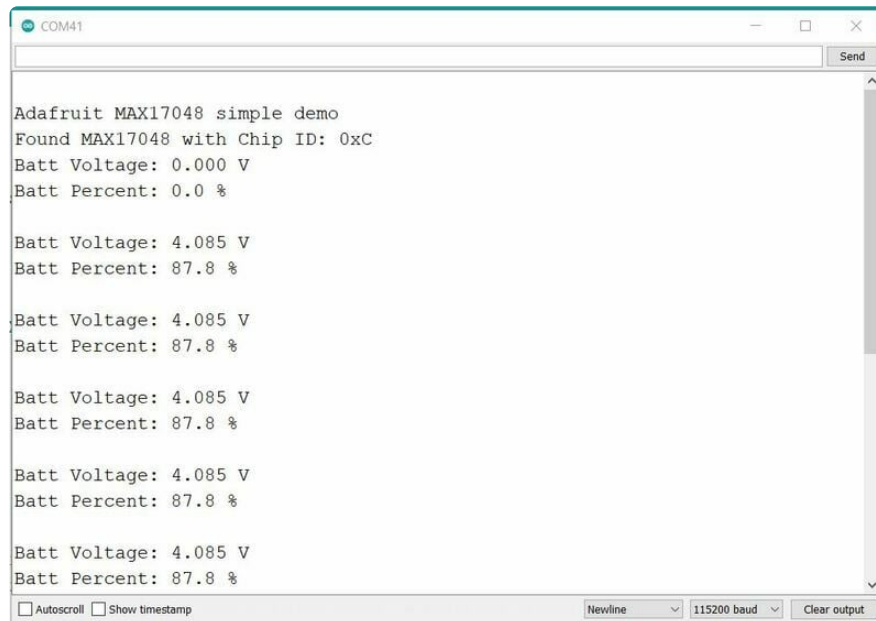 COM41
Send
Adafruit MAX17048 simple demo
Found MAX17048 with Chip ID: 0xC
Batt Voltage: 0.000 V
Batt Percent: 0.0 %
Batt Voltage: 4.085 V
Batt Percent: 87.8 %
Batt Voltage: 4.085 V
Batt Percent: 87.8 %
Batt Voltage: 4.085 V
Batt Percent: 87.8 %
Batt Voltage: 4.085 V
Batt Percent: 87.8 %
Batt Voltage: 4.085 V
Batt Percent: 87.8 %
Autoscroll Show timestamp Newline 115200 baud Clear output